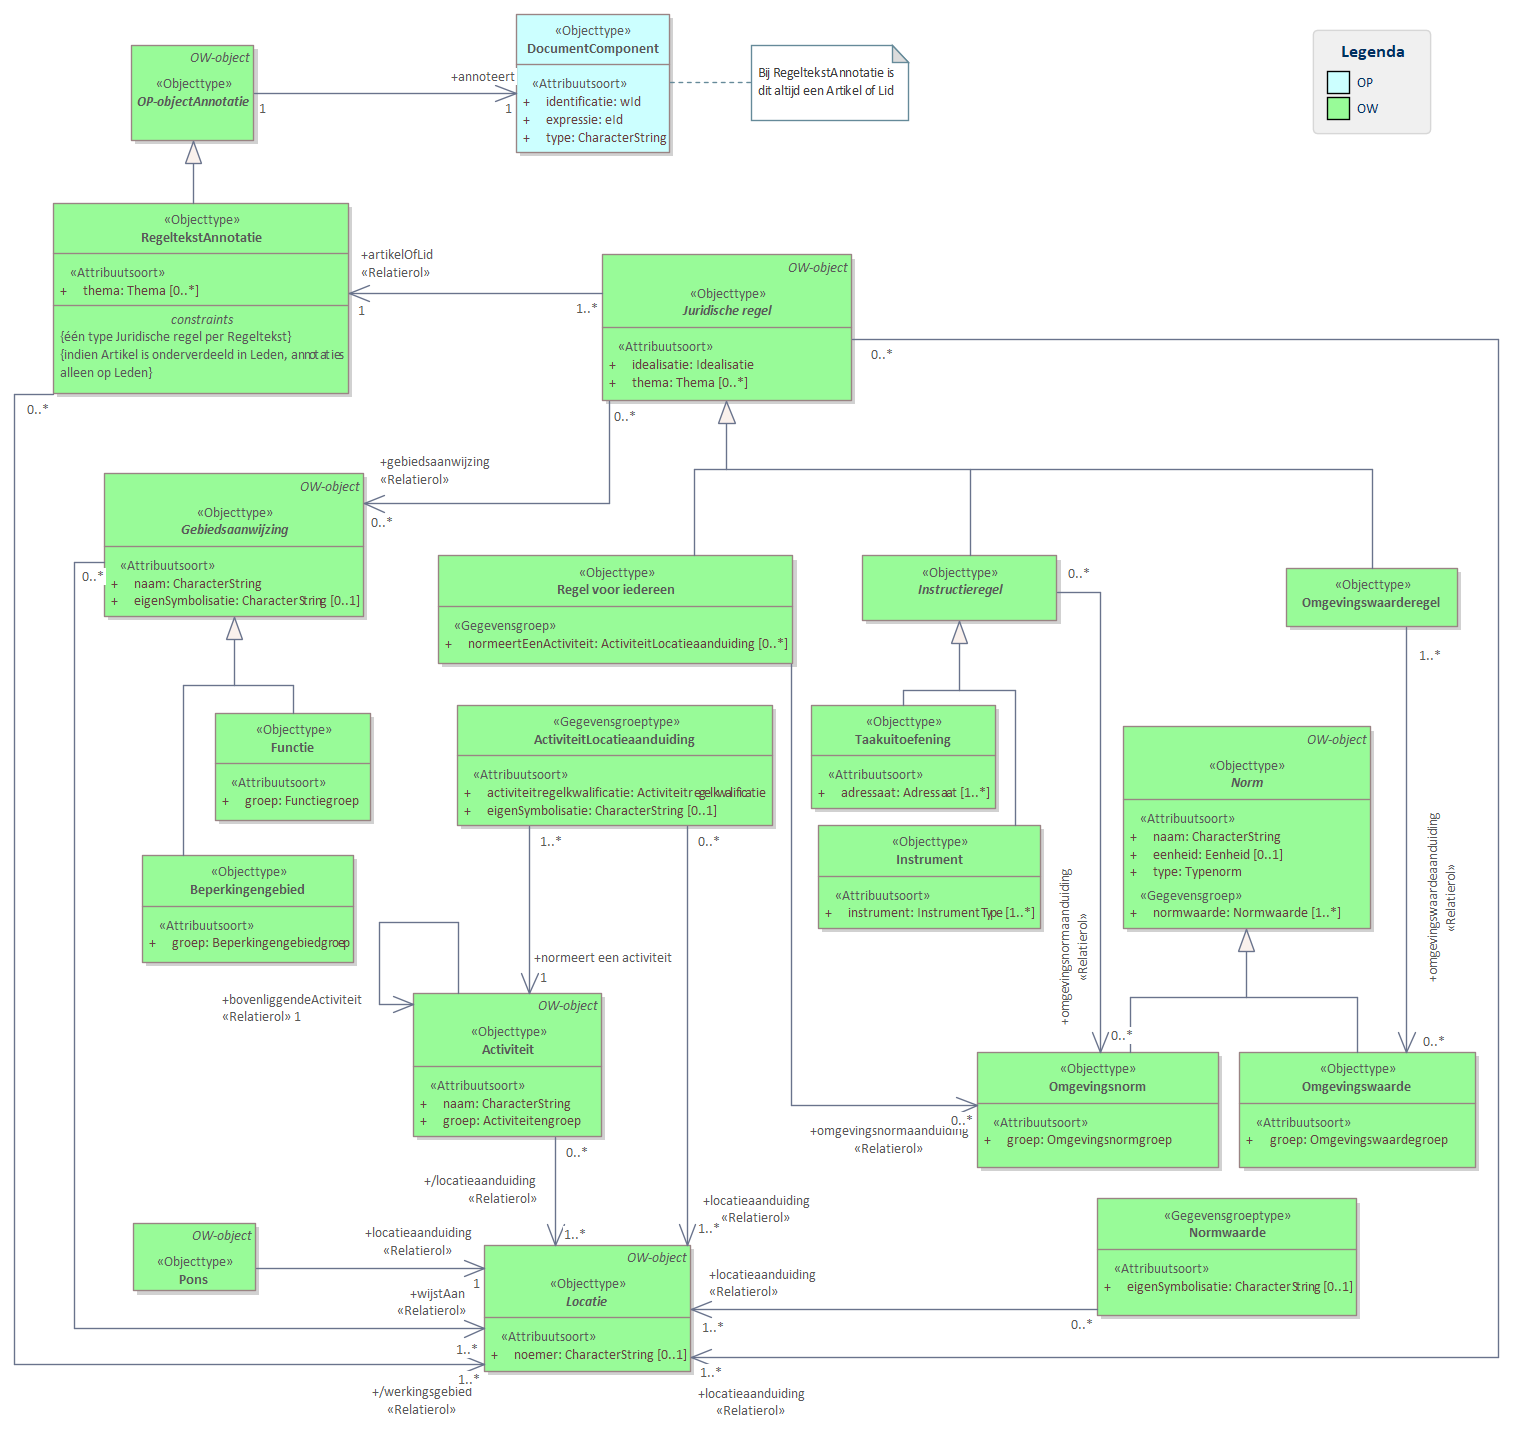 «Objecttype»
DocumentComponent
«Attribuutsoort»
+ identificatie: wId
+ expressie: eId
+ type: CharacterString
OW-object
«Objecttype»
OP-objectAnnotatie
1
+annoteert
1
Bij RegeltekstAnnotatie is
dit altijd een Artikel of Lid
Legenda
OP
OW
«Objecttype»
RegeltekstAnnotatie
«Attribuutsoort»
+ thema: Thema [0..*]
constraints
{één type Juridische regel per Regeltekst}
{indien Artikel is onderverdeeld in Leden, annotaties
alleen op Leden}
0..*
+artikelOfLid
«Relatierol»
1
1..*
OW-object
«Objecttype»
Juridische regel
«Attribuutsoort»
+ idealisatie: Idealisatie
+ thema: Thema [0..*]
0..*
0..*
+gebiedsaanwijzing
«Relatierol»
0..*
OW-object
«Objecttype»
Gebiedsaanwijzing
«Attribuutsoort»
+ naam: CharacterString
+ eigenSymbolisatie: CharacterString [0..1]
0..*
«Objecttype»
Regel voor iedereen
«Gegevensgroep»
+ normeertEenActiviteit: ActiviteitLocatieaanduiding [0..*]
«Objecttype»
Instructieregel
0..*
«Objecttype»
Omgevingswaarderegel
1..*
«Objecttype»
Functie
«Attribuutsoort»
+ groep: Functiegroep
«Gegevensgroeptype»
ActiviteitLocatieaanduiding
«Attribuutsoort»
+ activiteitregelkwalificatie: Activiteitregelkwalificatie
+ eigenSymbolisatie: CharacterString [0..1]
1..*
0..*
«Objecttype»
Taakuitoefening
«Attribuutsoort»
+ adressaat: Adressaat [1..*]
OW-object
«Objecttype»
Norm
«Attribuutsoort»
+ naam: CharacterString
+ eenheid: Eenheid [0..1]
+ type: Typenorm
«Gegevensgroep»
+ normwaarde: Normwaarde [1..*]
«Objecttype»
Beperkingengebied
«Attribuutsoort»
+ groep: Beperkingengebiedgroep
«Objecttype»
Instrument
«Attribuutsoort»
+ instrument: InstrumentType [1..*]
+omgevingsnormaanduiding
«Relatierol»
0..*
+omgevingswaardeaanduiding
«Relatierol»
0..*
+normeert een activiteit
1
+bovenliggendeActiviteit
«Relatierol» 1
OW-object
«Objecttype»
Activiteit
«Attribuutsoort»
+ naam: CharacterString
+ groep: Activiteitengroep
0..*
«Objecttype»
Omgevingsnorm
«Attribuutsoort»
+ groep: Omgevingsnormgroep
«Objecttype»
Omgevingswaarde
«Attribuutsoort»
+ groep: Omgevingswaardegroep
0..*
+omgevingsnormaanduiding
«Relatierol»
+/locatieaanduiding
«Relatierol»
1..*
+locatieaanduiding
«Relatierol»
1..*
OW-object
«Objecttype»
Pons
+locatieaanduiding
«Relatierol»
1
+wijstAan
«Relatierol»
1..*
OW-object
«Objecttype»
Locatie
«Attribuutsoort»
+ noemer: CharacterString [0..1]
+locatieaanduiding
«Relatierol»
1..*
«Gegevensgroeptype»
Normwaarde
«Attribuutsoort»
+ eigenSymbolisatie: CharacterString [0..1]
0..*
1..*
+/werkingsgebied
«Relatierol»
1..*
+locatieaanduiding
«Relatierol»